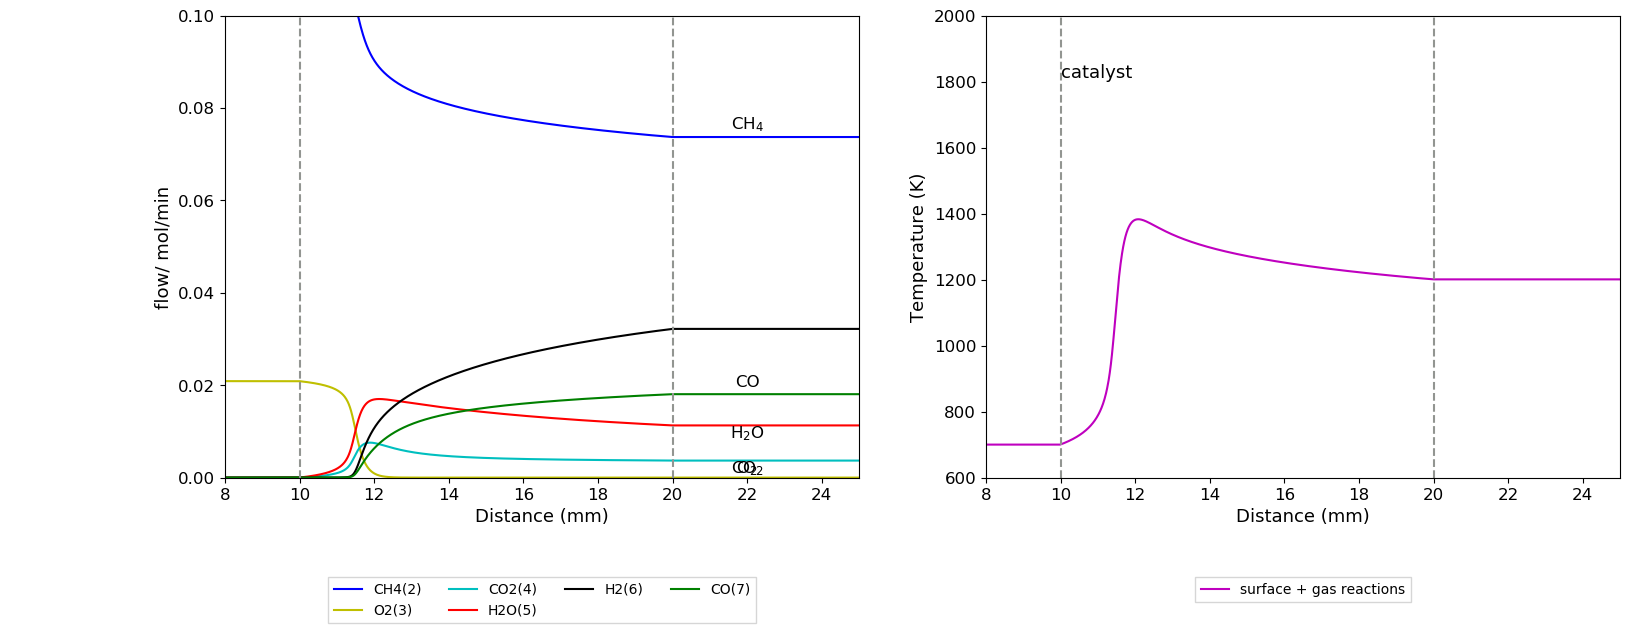 0.10
0.08
0.06
0.04
0.02
0.00
flow/ mol/min
CH₄
CO
H₂O
CO₂
O₂
8 10 12 14 16 18 20 22 24
Distance (mm)
CH4(2) CO2(4) H2(6) CO(7)
O2(3) H2O(5)
2000
1800
1600
1400
1200
1000
800
600
Temperature (K)
catalyst
8 10 12 14 16 18 20 22 24
Distance (mm)
surface + gas reactions